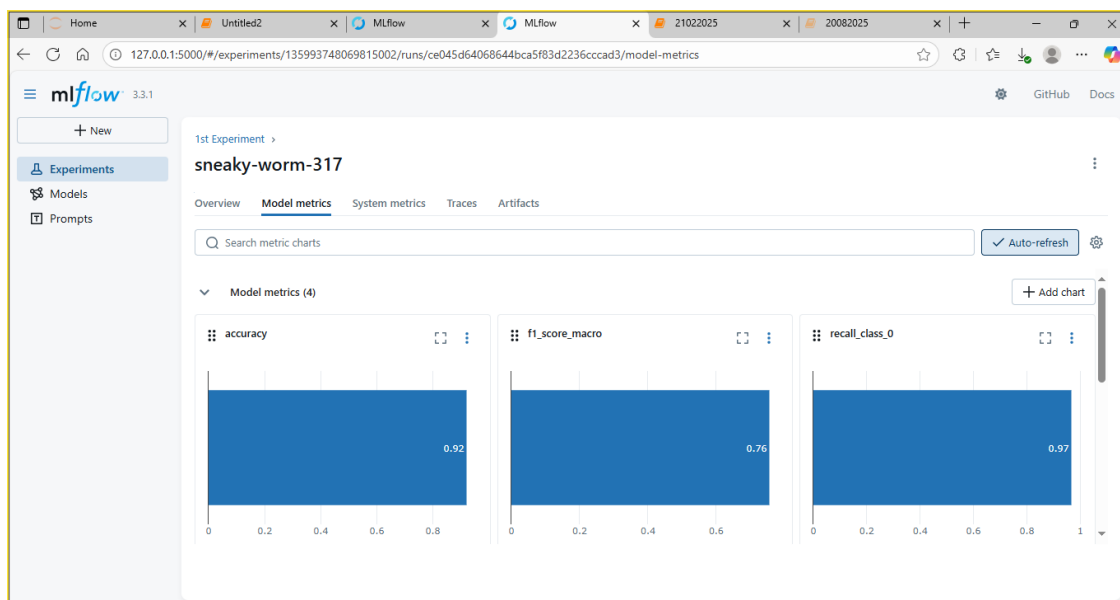 Home
Untitled2
MLflow
MLflow
21022025
20082025
127.0.0.1:5000/#/experiments/135993748069815002/runs/ce045d64068644bca5f83d2236cccad3/model-metrics
mlflow 3.3.1
GitHub Docs
+ New
Experiments
Models
Prompts
1st Experiment >
sneaky-worm-317
Overview Model metrics System metrics Traces Artifacts
Search metric charts
Auto-refresh
Model metrics (4)
+ Add chart
accuracy
0.92
0 0.2 0.4 0.6 0.8
f1_score_macro
0.76
0 0.2 0.4 0.6
recall_class_0
0.97
0 0.2 0.4 0.6 0.8 1